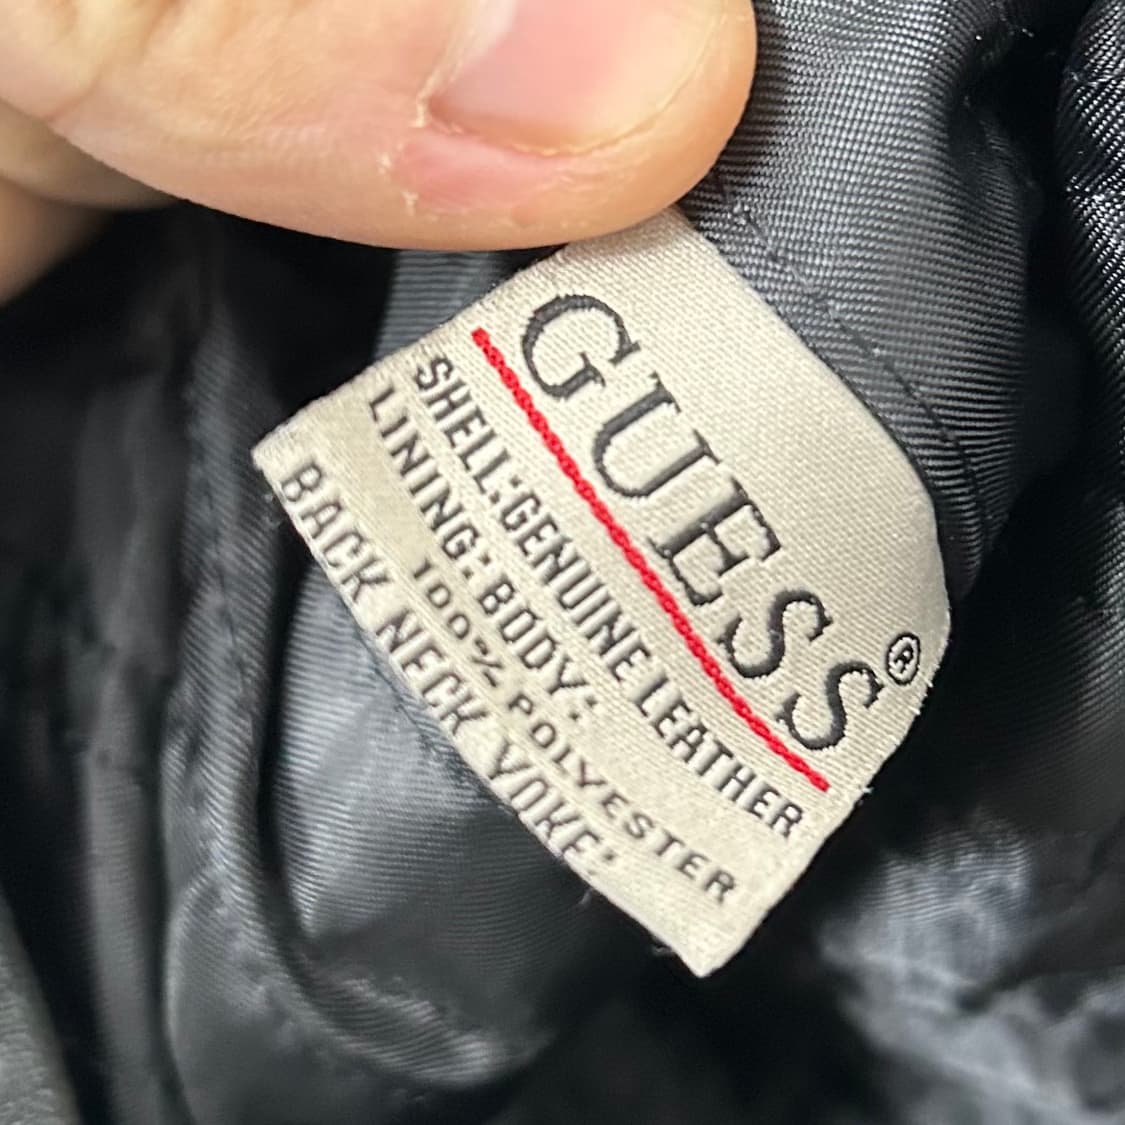 GUESS®
SHELL:GENUINE LEATHER
LINING: BODY:
100% POLYESTER
BACK NECK YOKE: